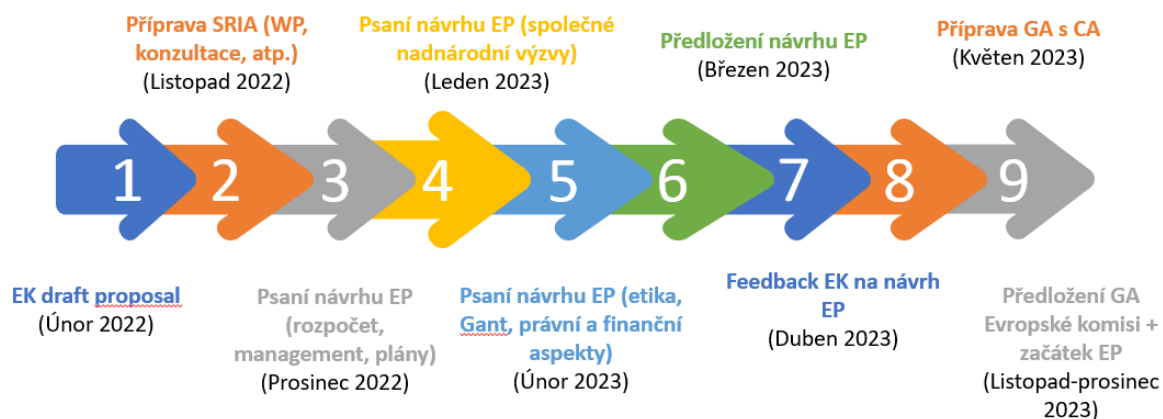 Příprava SRIA (WP,
konzultace, atp.)
(Listopad 2022)
Psaní návrhu EP (společné
nadnárodní výzvy)
(Leden 2023)
Předložení návrhu EP
(Březen 2023)
Příprava GA s CA
(Květen 2023)
1 2 3 4 5 6 7 8 9
EK draft proposal
(Únor 2022)
Psaní návrhu EP
(rozpočet,
management, plány)
(Prosinec 2022)
Psaní návrhu EP (etika,
Gant, právní a finanční
aspekty)
(Únor 2023)
Feedback EK na návrh
EP
(Duben 2023)
Předložení GA
Evropské komisi +
začátek EP
(Listopad-prosinec
2023)